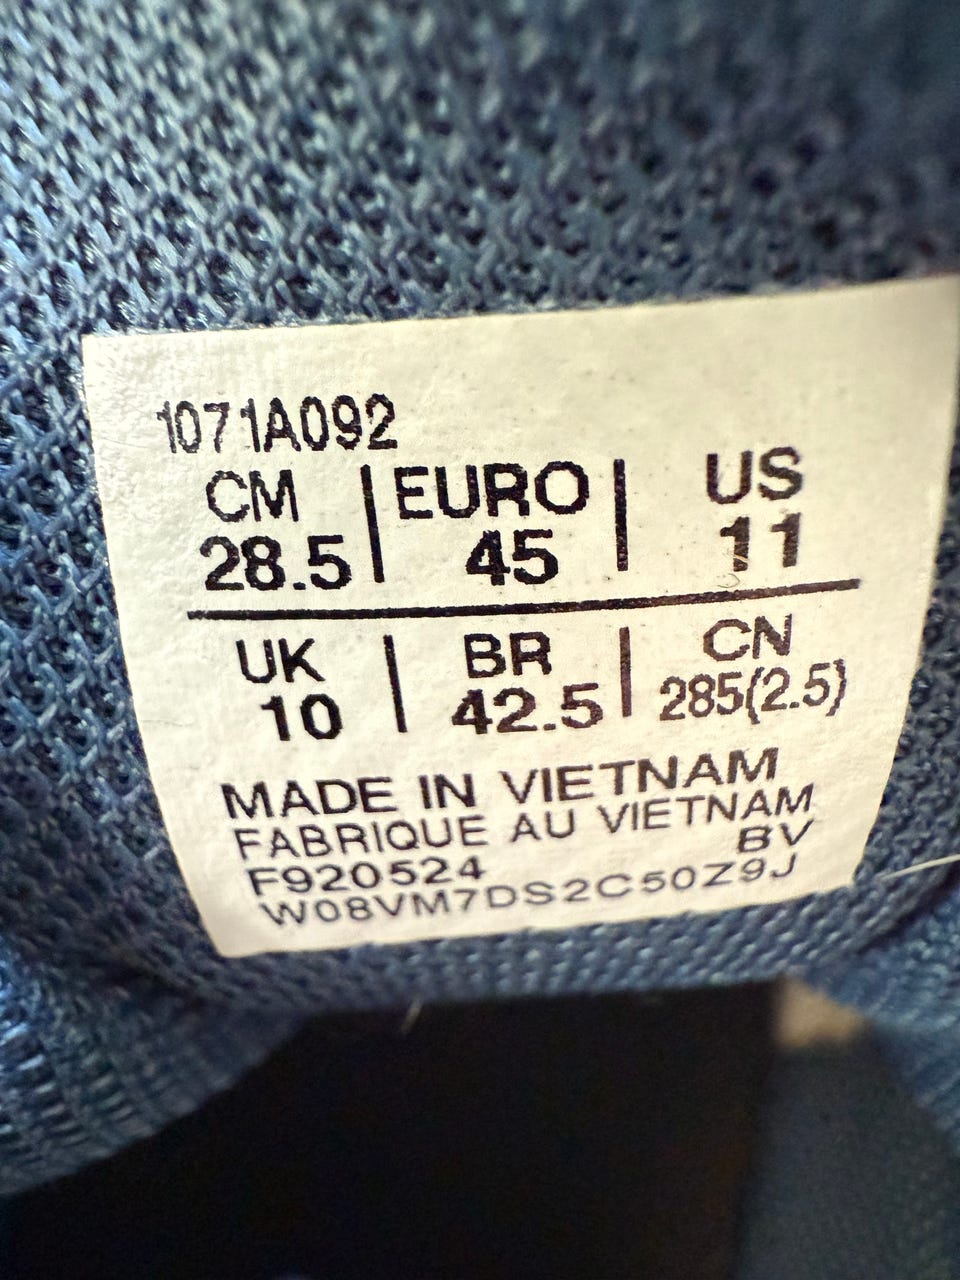 1071A092
CM | EURO | US
28.5 | 45 | 11
UK | BR | CN
10 | 42.5 | 285(2.5)
MADE IN VIETNAM
FABRIQUE AU VIETNAM
BV
F920524
W08VM7DS2C50Z9J